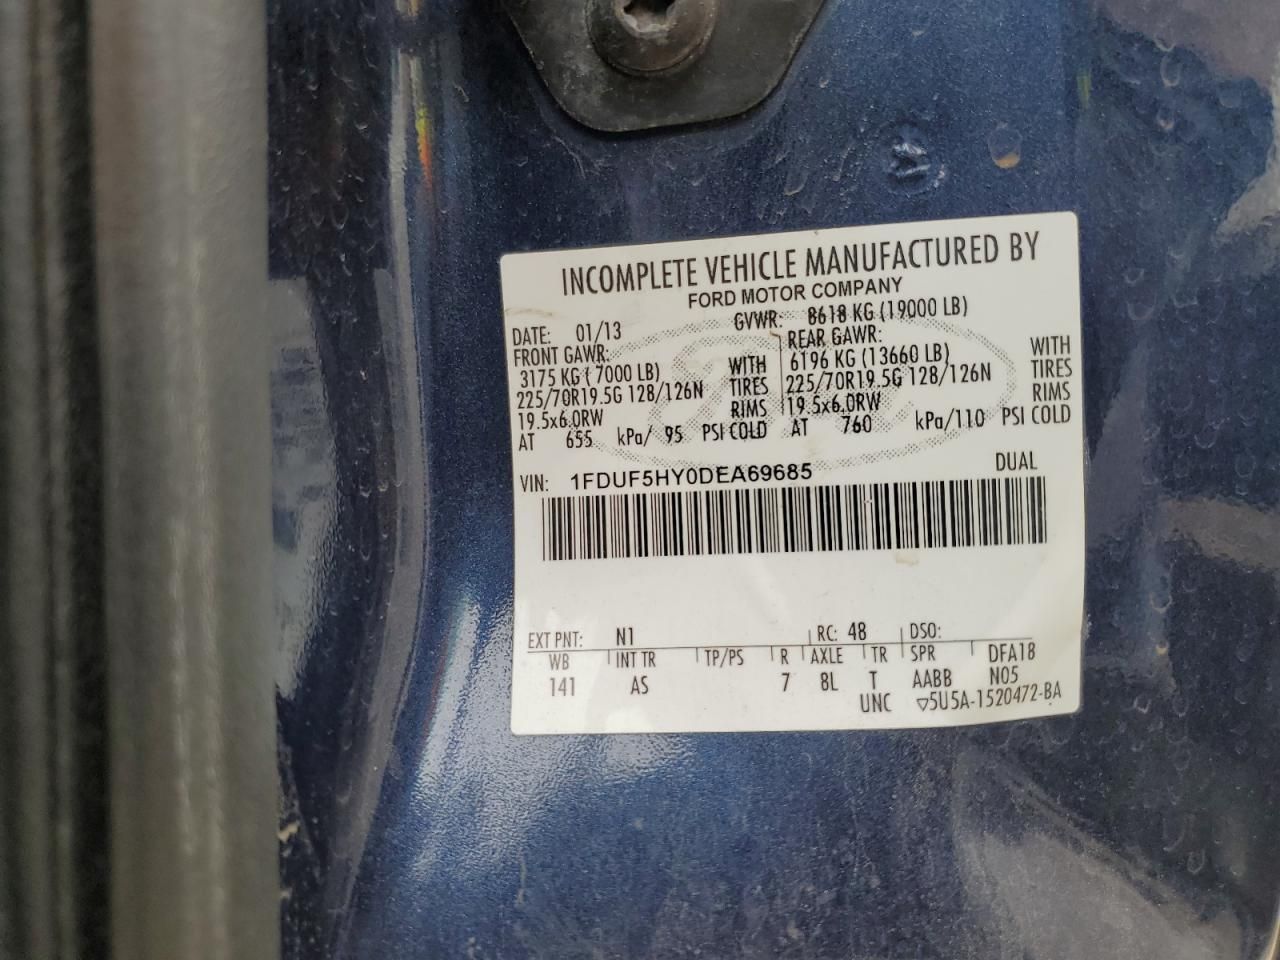 INCOMPLETE VEHICLE MANUFACTURED BY
FORD MOTOR COMPANY
DATE: 01/13 GVWR: 8618 KG (19000 LB)
FRONT GAWR: REAR GAWR:
3175 KG ( 7000 LB) WITH 6196 KG (13660 LB) WITH
225/70R19.5G 128/126N TIRES 225/70R19.5G 128/126N TIRES
19.5x6.0RW RIMS 19.5x6.0RW RIMS
AT 655 kPa/ 95 PSI COLD AT 760 kPa/110 PSI COLD
VIN: 1FDUF5HY0DEA69685 DUAL
EXT PNT: N1 RC: 48 DSO:
WB INT TR TP/PS R AXLE TR SPR DFA18
141 AS 7 8L T AABB N05
UNC ▽5U5A-1520472-BA